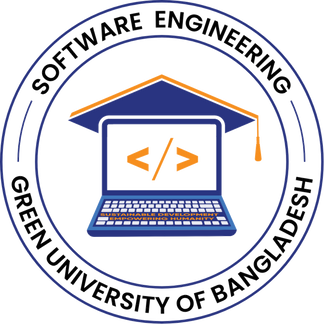 SOFTWARE ENGINEERING
</>
SUSTAINABLE DEVELOPMENT
EMPOWERING HUMANITY
GREEN UNIVERSITY OF BANGLADESH